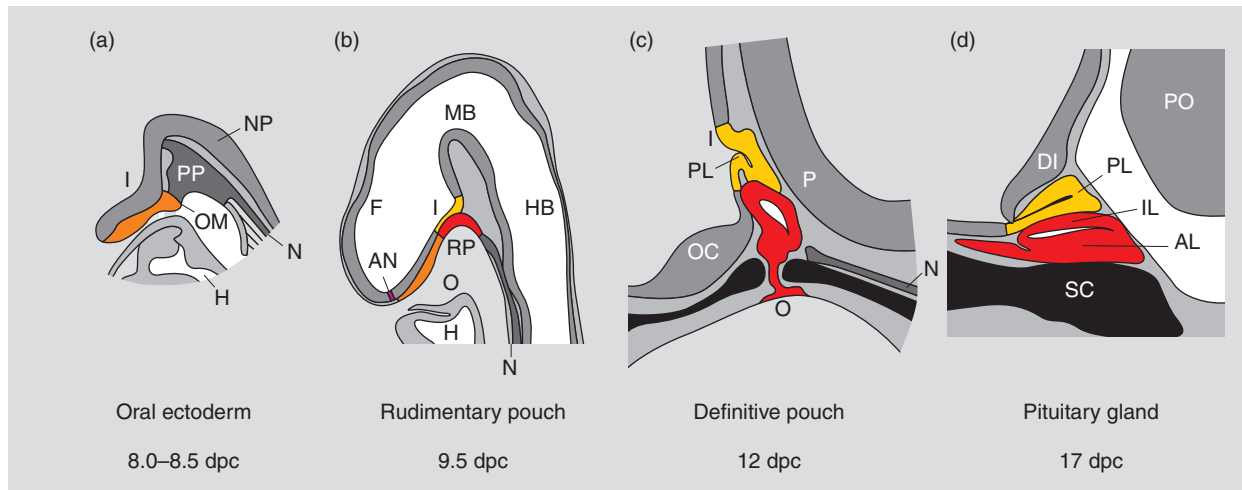 (a)
NP
I
PP
OM
N
H
Oral ectoderm
8.0–8.5 dpc
(b)
MB
F
I
HB
RP
AN
O
H
N
Rudimentary pouch
9.5 dpc
(c)
I
PL
P
OC
N
O
Definitive pouch
12 dpc
(d)
PO
DI
PL
IL
AL
SC
Pituitary gland
17 dpc